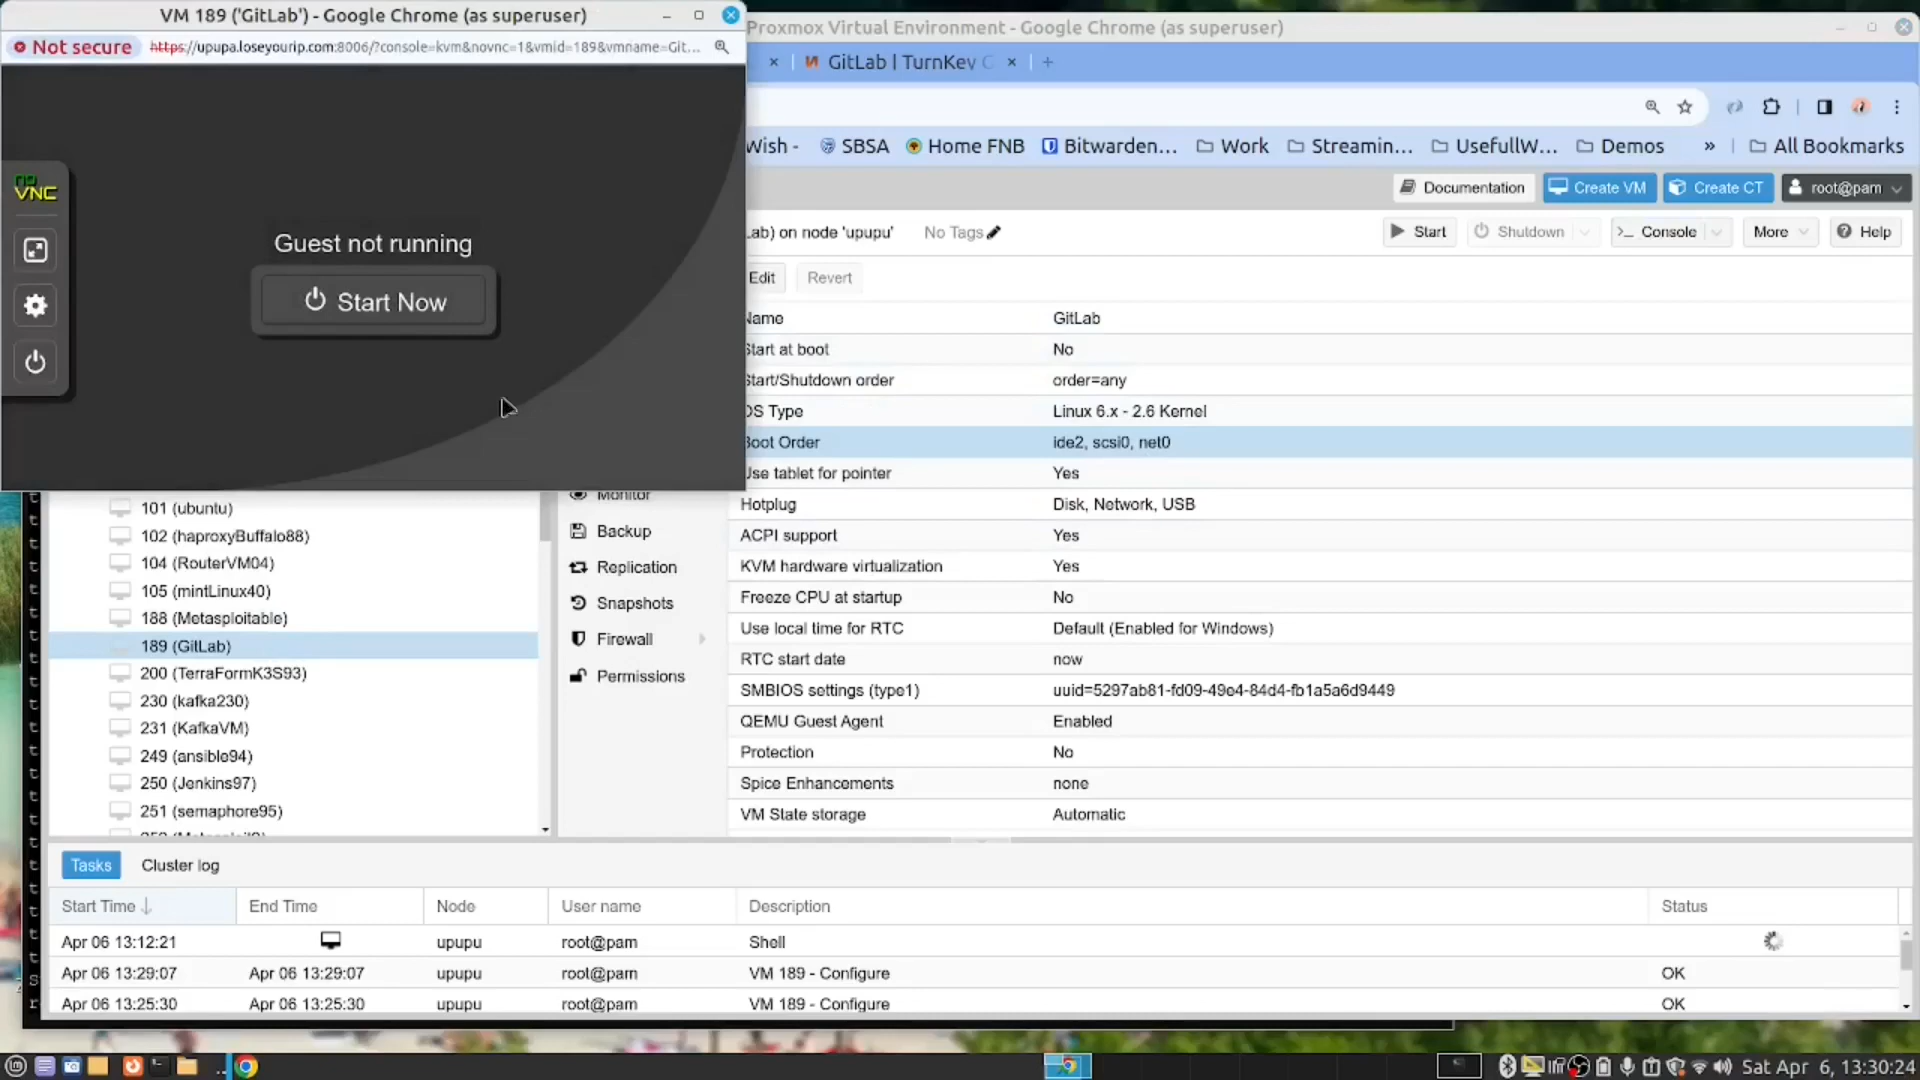 VM 189 ('GitLab') - Google Chrome (as superuser)
Not secure https://upupa.loseyourip.com:8006/?console=kvm&novnc=1&vmid=189&vmname=Git...
no
VNC
Guest not running
Start Now
Proxmox Virtual Environment - Google Chrome (as superuser)
GitLab | TurnKey
Wish - SBSA Home FNB Bitwarden... Work Streamin... UsefullW... Demos » All Bookmarks
Documentation Create VM Create CT root@pam
Lab) on node 'upupu' No Tags Start Shutdown Console More Help
Edit Revert
Name GitLab
Start at boot No
Start/Shutdown order order=any
OS Type Linux 6.x - 2.6 Kernel
Boot Order ide2, scsi0, net0
Use tablet for pointer Yes
Hotplug Disk, Network, USB
ACPI support Yes
KVM hardware virtualization Yes
Freeze CPU at startup No
Use local time for RTC Default (Enabled for Windows)
RTC start date now
SMBIOS settings (type1) uuid=5297ab81-fd09-49e4-84d4-fb1a5a6d9449
QEMU Guest Agent Enabled
Protection No
Spice Enhancements none
VM State storage Automatic
Monitor
Backup
Replication
Snapshots
Firewall
Permissions
101 (ubuntu)
102 (haproxyBuffalo88)
104 (RouterVM04)
105 (mintLinux40)
188 (Metasploitable)
189 (GitLab)
200 (TerraFormK3S93)
230 (kafka230)
231 (KafkaVM)
249 (ansible94)
250 (Jenkins97)
251 (semaphore95)
Tasks Cluster log
Start Time End Time Node User name Description Status
Apr 06 13:12:21 upupu root@pam Shell
Apr 06 13:29:07 Apr 06 13:29:07 upupu root@pam VM 189 - Configure OK
Apr 06 13:25:30 Apr 06 13:25:30 upupu root@pam VM 189 - Configure OK
Sat Apr 6, 13:30:24